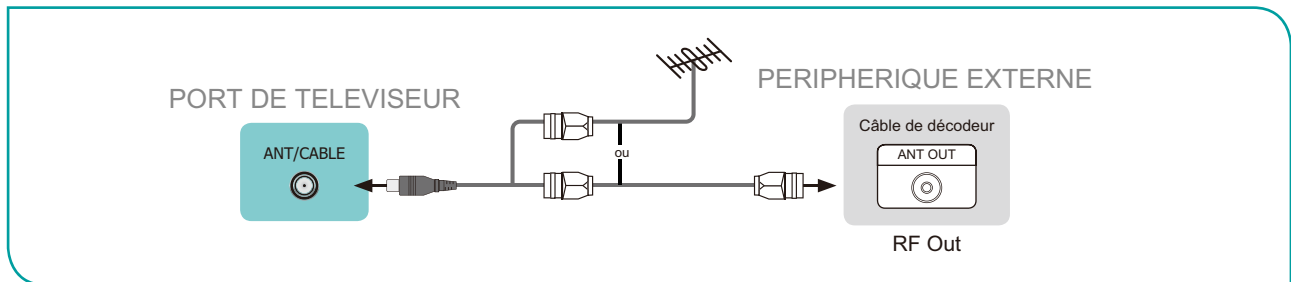 PORT DE TELEVISEUR
ANT/CABLE
ou
PERIPHERIQUE EXTERNE
Câble de décodeur
ANT OUT
RF Out